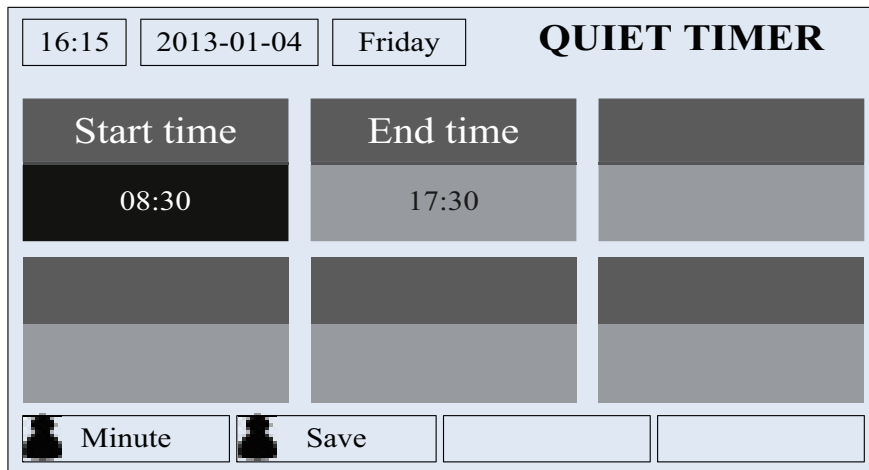 16:15 2013-01-04 Friday QUIET TIMER
Start time End time
08:30 17:30
Minute Save